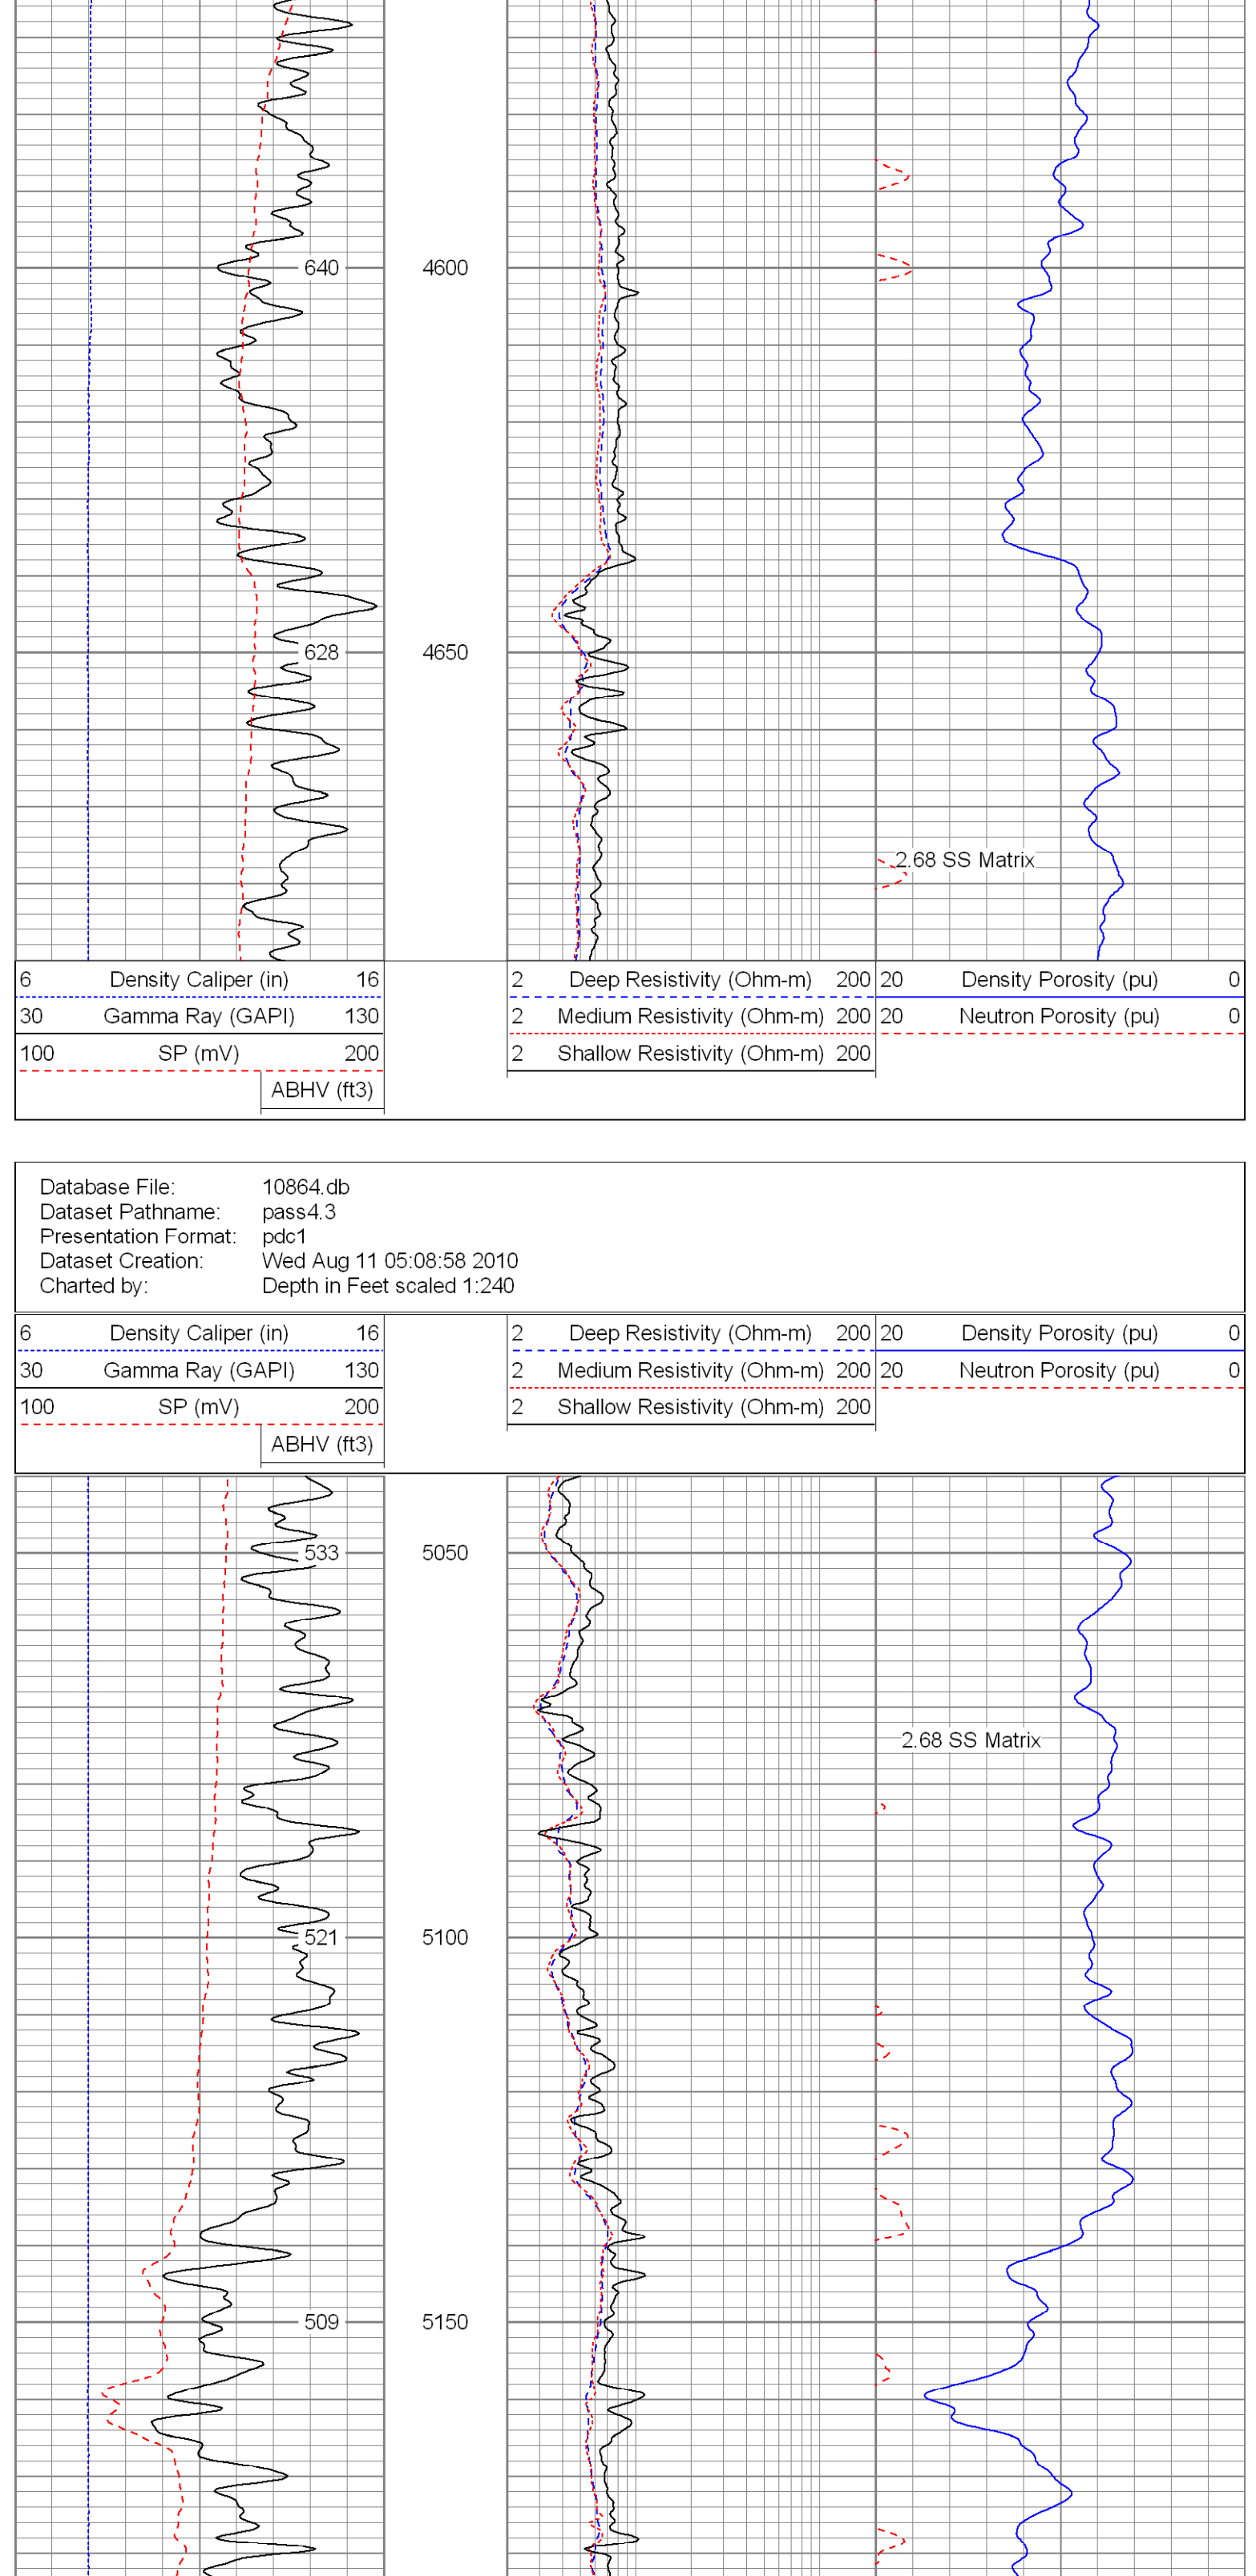 640 4600
628 4650
2.68 SS Matrix
6 Density Caliper (in) 16 2 Deep Resistivity (Ohm-m) 200 20 Density Porosity (pu) 0
30 Gamma Ray (GAPI) 130 2 Medium Resistivity (Ohm-m) 200 20 Neutron Porosity (pu) 0
100 SP (mV) 200 2 Shallow Resistivity (Ohm-m) 200
ABHV (ft3)
Database File: 10864.db
Dataset Pathname: pass4.3
Presentation Format: pdc1
Dataset Creation: Wed Aug 11 05:08:58 2010
Charted by: Depth in Feet scaled 1:240
6 Density Caliper (in) 16 2 Deep Resistivity (Ohm-m) 200 20 Density Porosity (pu) 0
30 Gamma Ray (GAPI) 130 2 Medium Resistivity (Ohm-m) 200 20 Neutron Porosity (pu) 0
100 SP (mV) 200 2 Shallow Resistivity (Ohm-m) 200
ABHV (ft3)
533 5050
2.68 SS Matrix
521 5100
509 5150